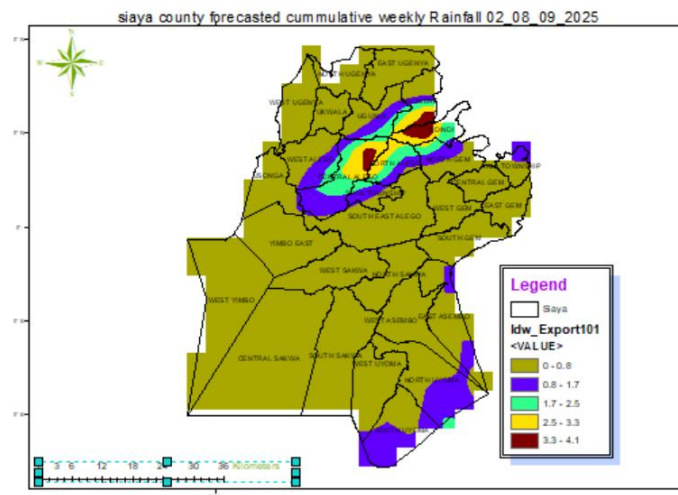 siaya county forecasted cummulative weekly Rainfall 02_08_09_2025
EAST UGENYA
NORTH UGENYA
WEST UGENYA
UKWALA
UGUNJA
WEST ALEGO
USONGA
CENTRAL ALEGO
NORTH GEM
CENTRAL GEM
WEST GEM
EAST GEM
SOUTH EAST ALEGO
SOUTH GEM
YIMBO EAST
WEST SAKWA
NORTH SAKWA
WEST YIMBO
WEST ASEMBO
EAST ASEMBO
CENTRAL SAKWA
SOUTH SAKWA
WEST UYOMA
NORTH UYOMA
Legend
Siaya
Idw_Export101
<VALUE>
0 - 0.8
0.8 - 1.7
1.7 - 2.5
2.5 - 3.3
3.3 - 4.1
3 6 12 18 24 30 36
Kilometers